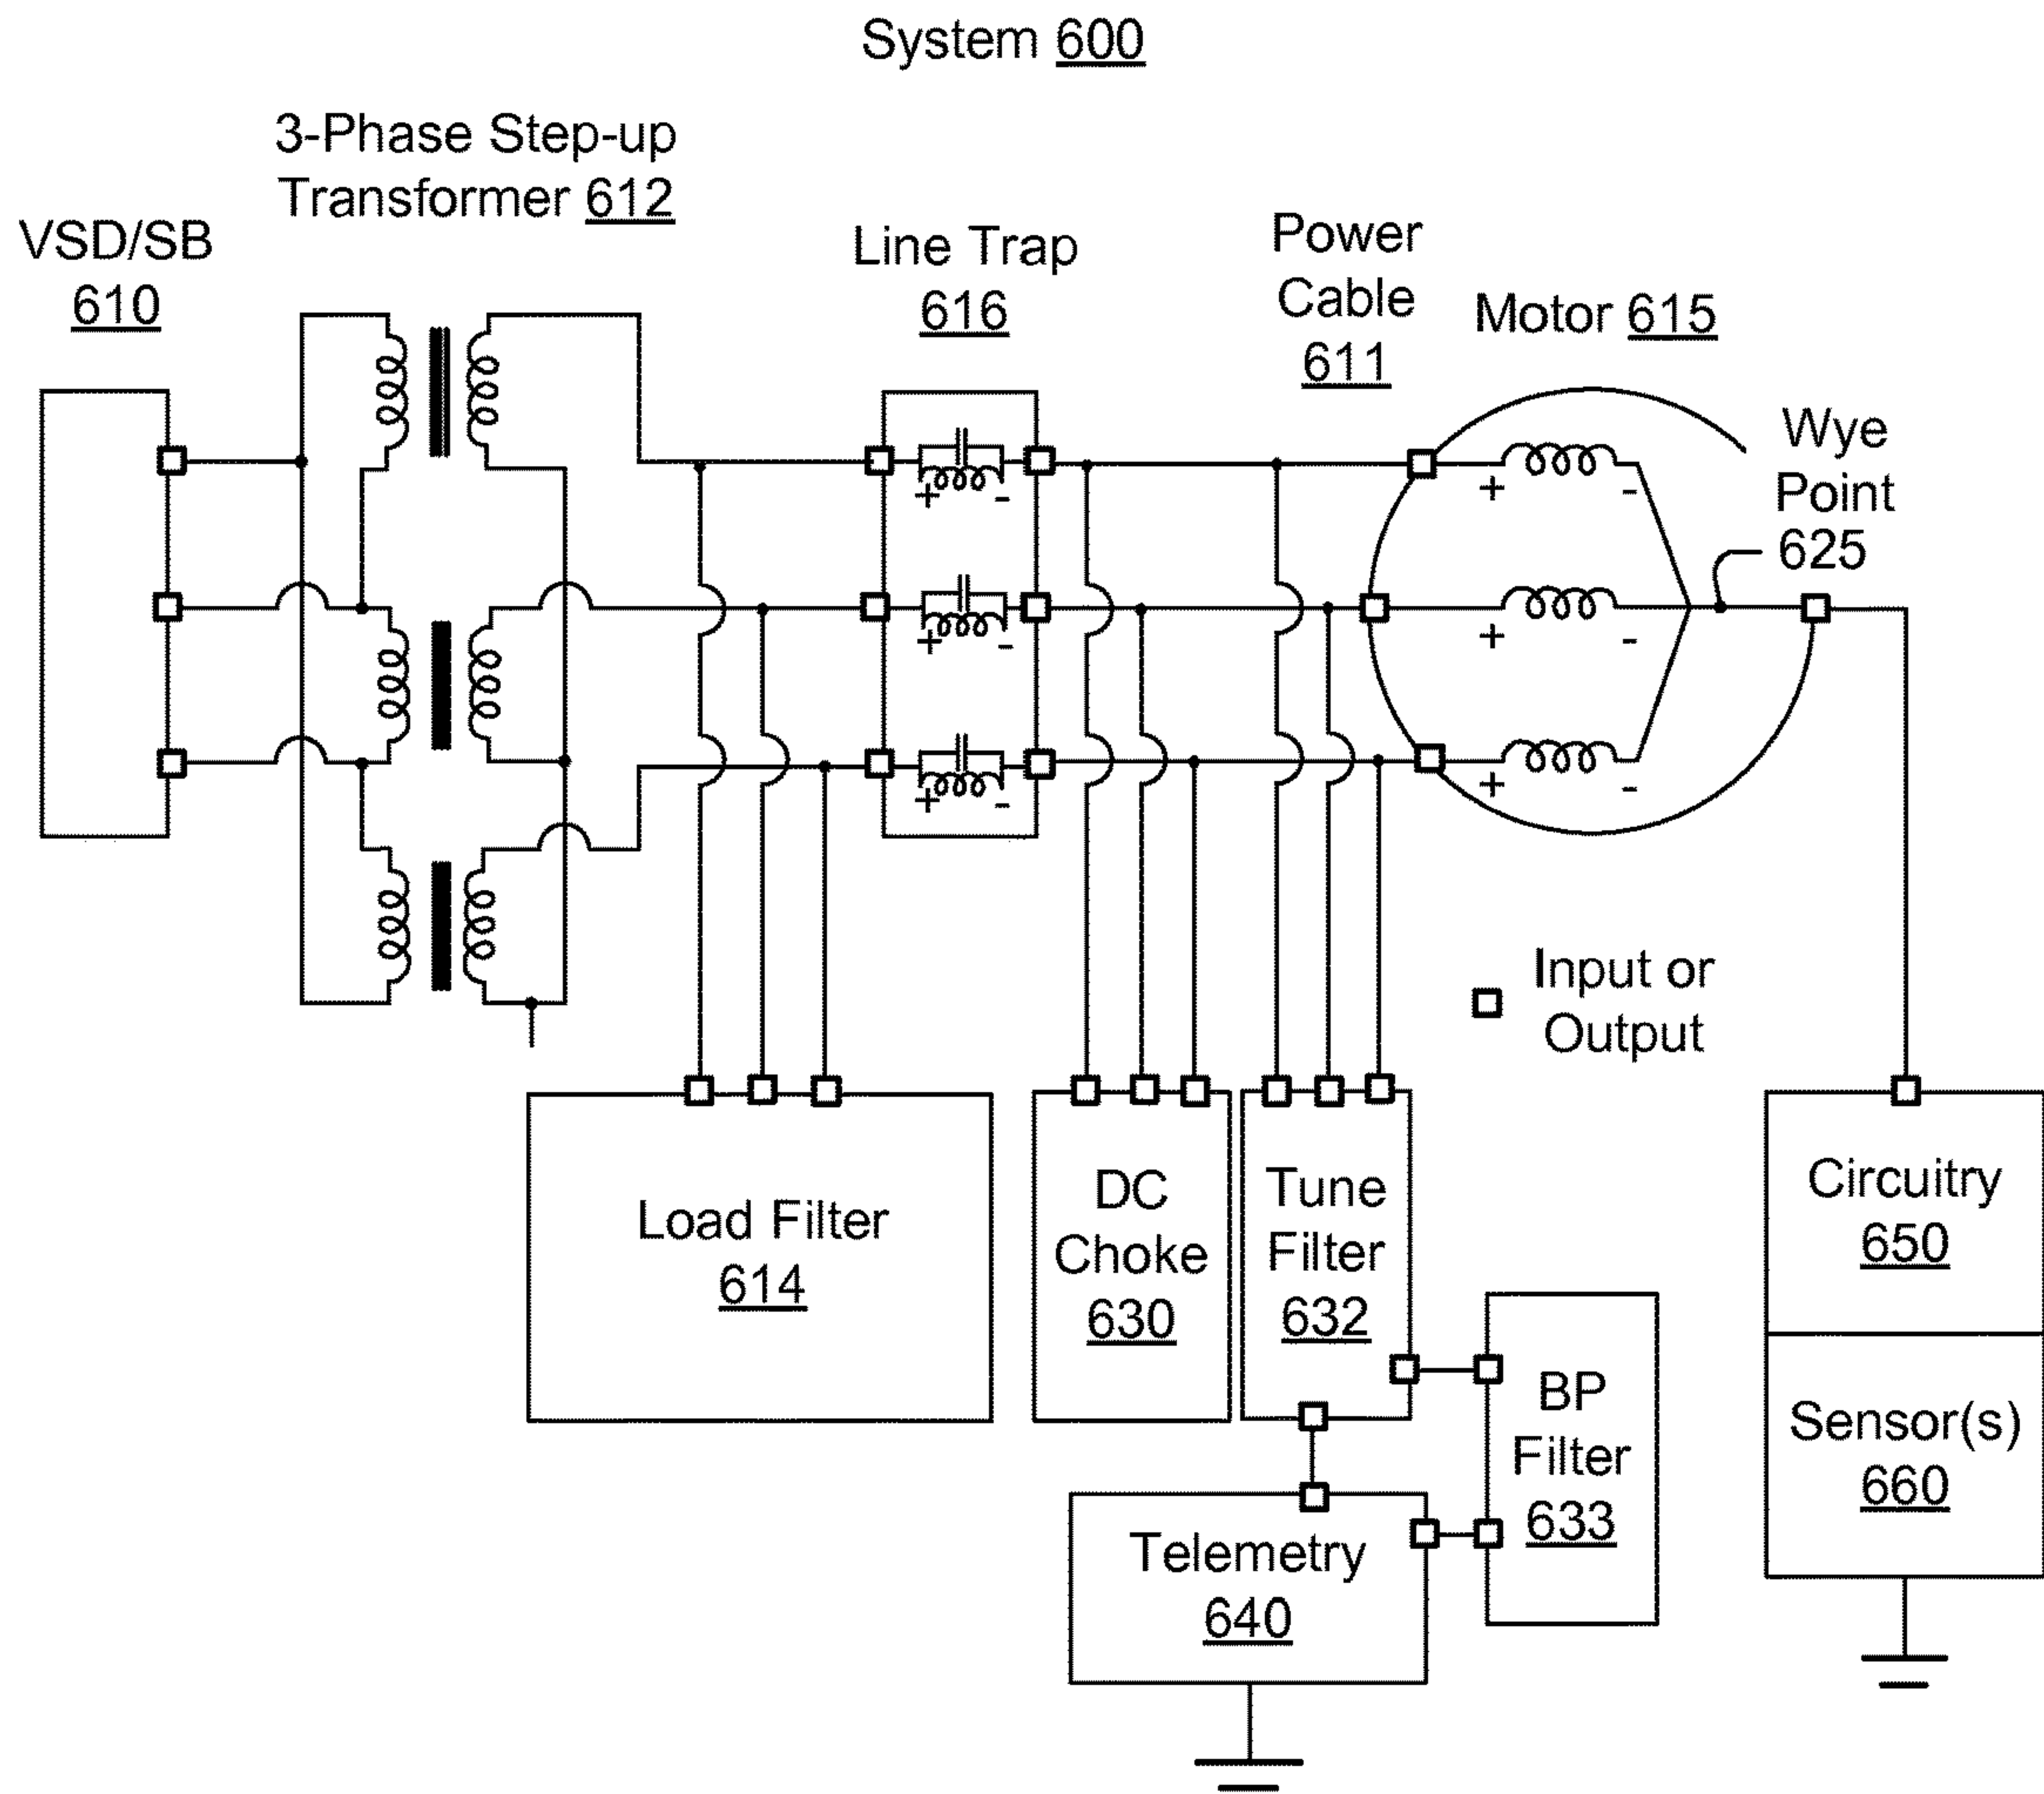 System 600
3-Phase Step-up
Transformer 612
VSD/SB
610
Line Trap
616
Power
Cable
611
Motor 615
Wye
Point
625
+ -
+ -
+ -
+ -
+ -
+ -
Input or
Output
Load Filter
614
DC
Choke
630
Tune
Filter
632
BP
Filter
633
Telemetry
640
Circuitry
650
Sensor(s)
660